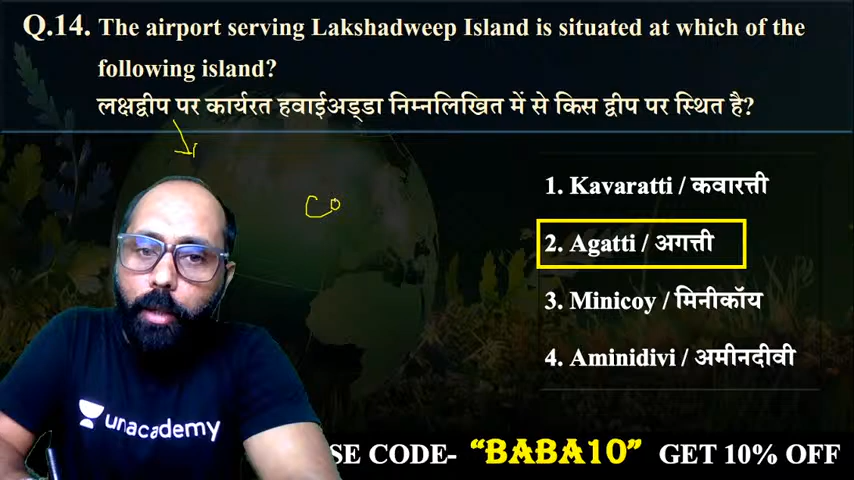 Q.14. The airport serving Lakshadweep Island is situated at which of the
following island?
लक्षद्वीप पर कार्यरत हवाईअड्डा निम्नलिखित में से किस द्वीप पर स्थित है?
Co
1. Kavaratti / कवारत्ती
2. Agatti / अगत्ती
3. Minicoy / मिनीकॉय
4. Aminidivi / अमीनदीवी
unacademy
SE CODE- “BABA10” GET 10% OFF